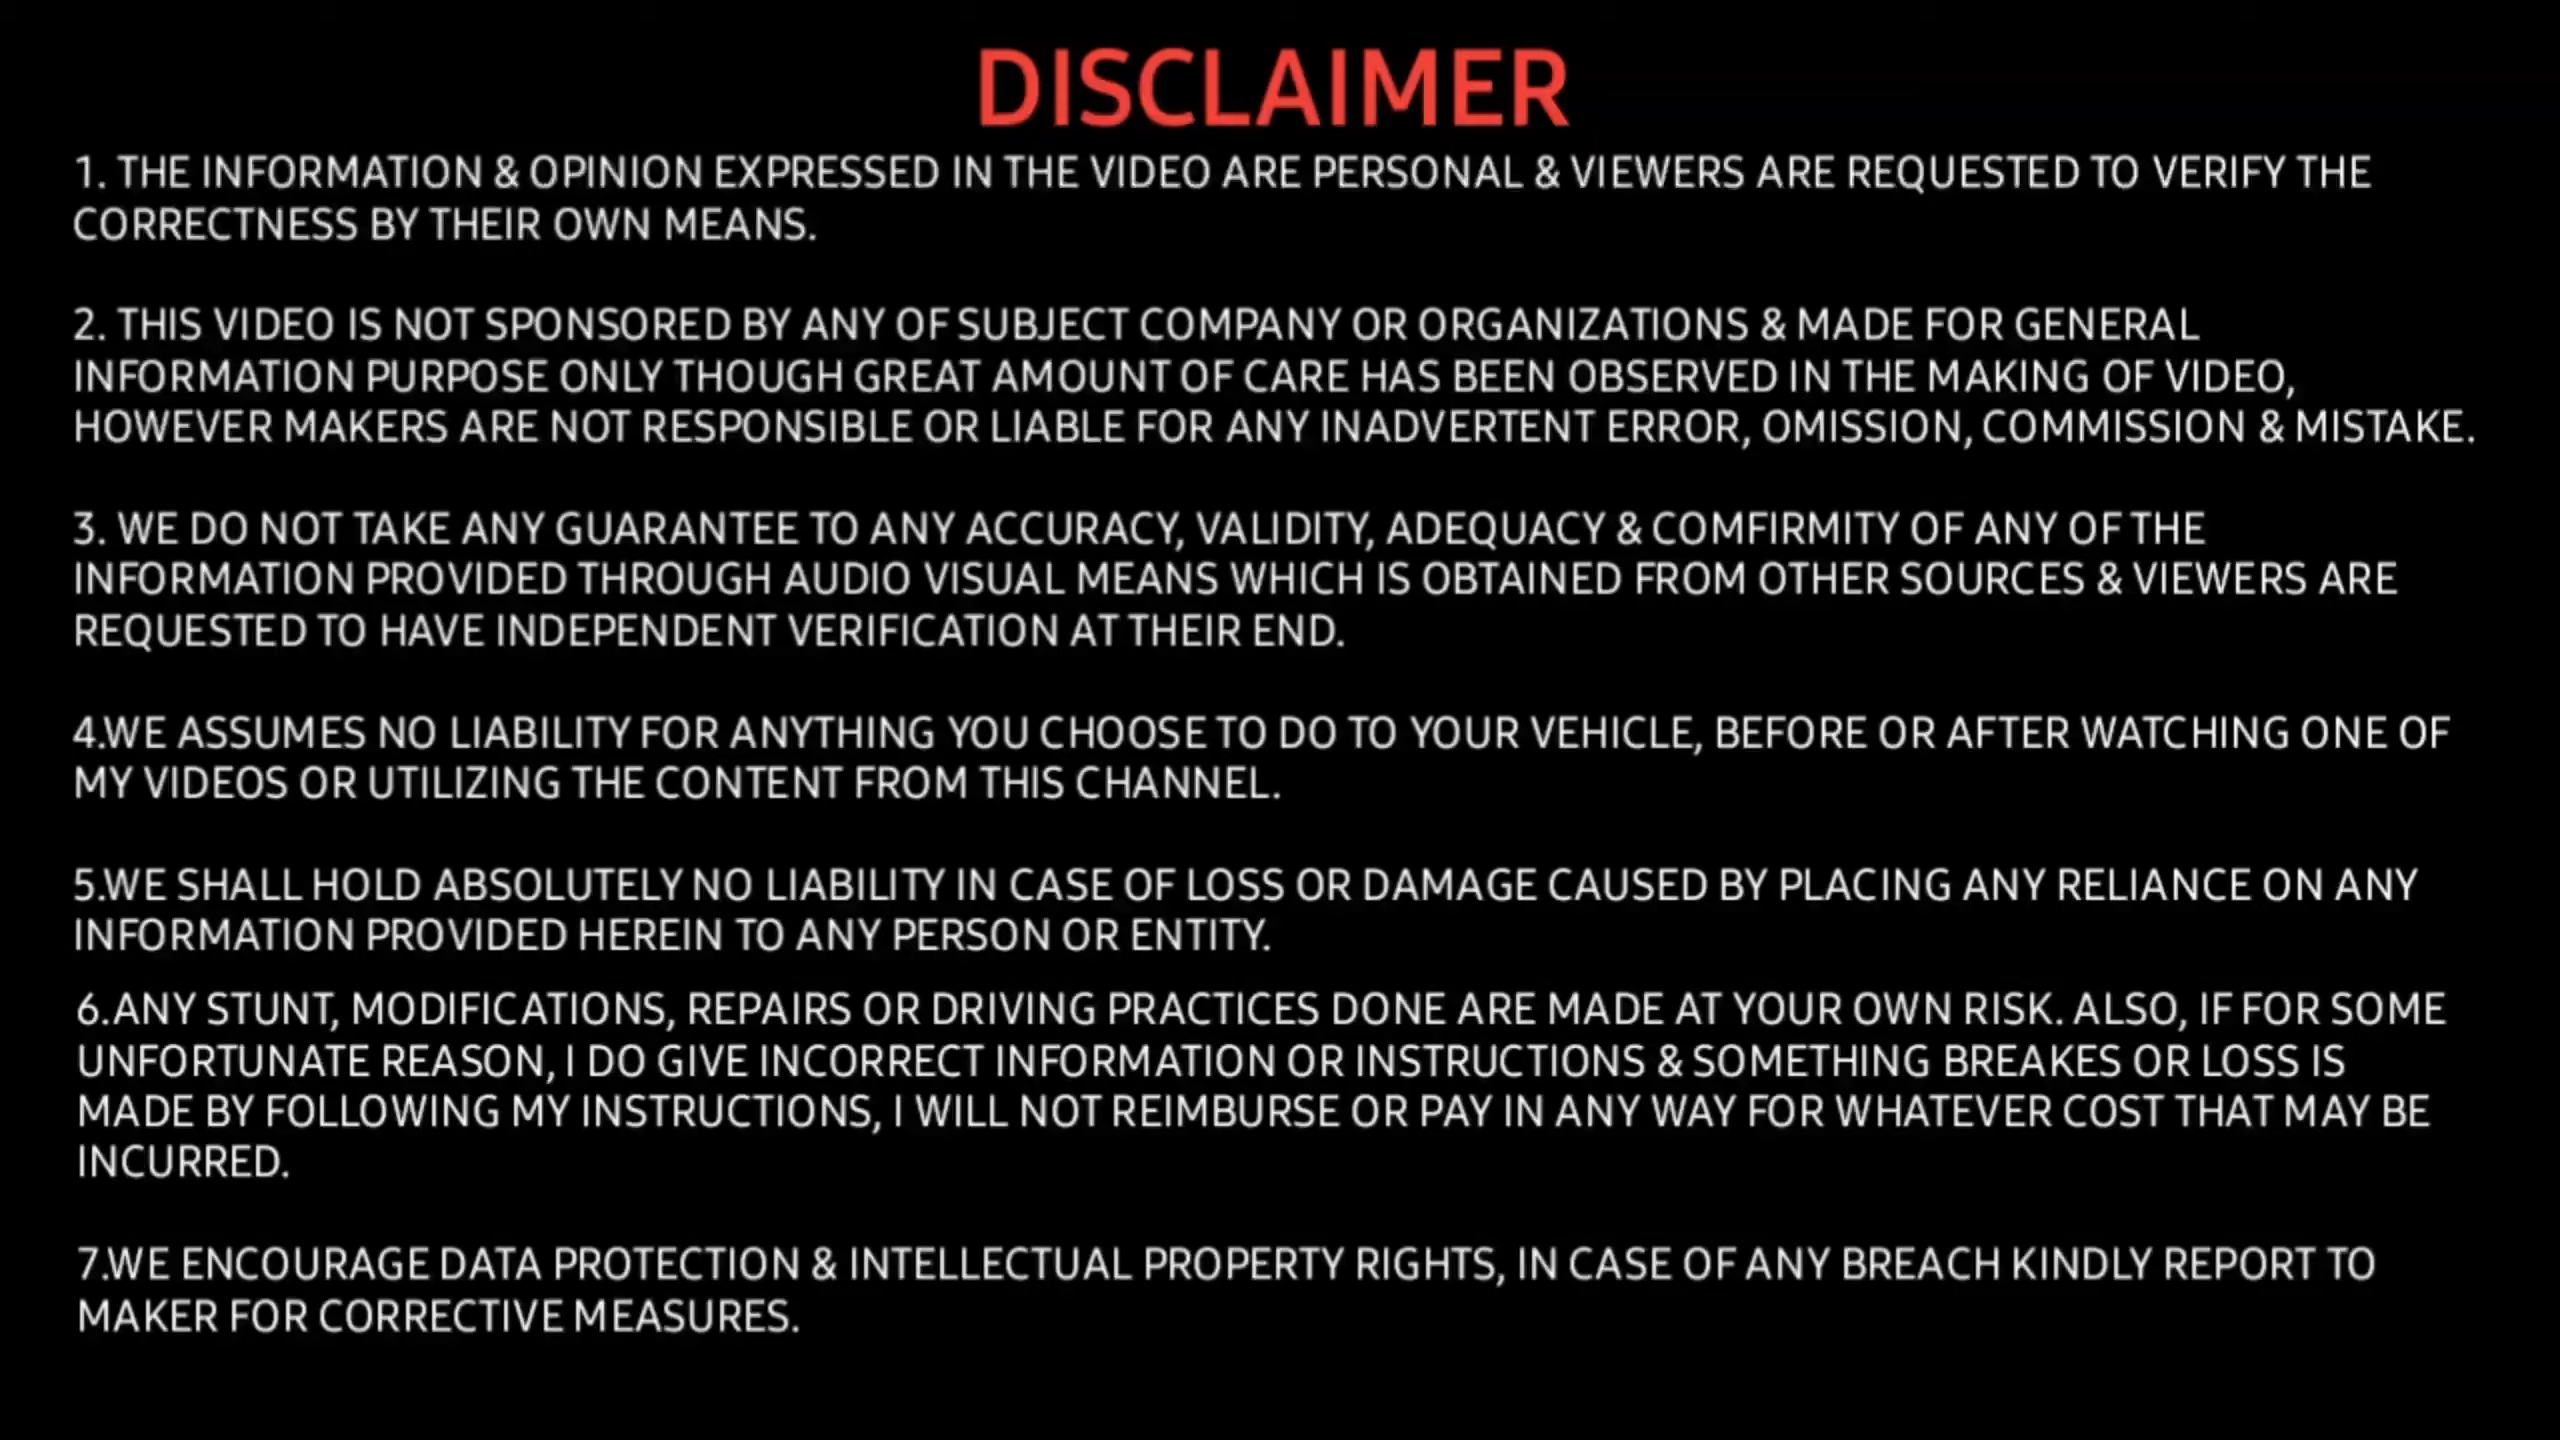 DISCLAIMER
1. THE INFORMATION & OPINION EXPRESSED IN THE VIDEO ARE PERSONAL & VIEWERS ARE REQUESTED TO VERIFY THE
CORRECTNESS BY THEIR OWN MEANS.
2. THIS VIDEO IS NOT SPONSORED BY ANY OF SUBJECT COMPANY OR ORGANIZATIONS & MADE FOR GENERAL
INFORMATION PURPOSE ONLY THOUGH GREAT AMOUNT OF CARE HAS BEEN OBSERVED IN THE MAKING OF VIDEO,
HOWEVER MAKERS ARE NOT RESPONSIBLE OR LIABLE FOR ANY INADVERTENT ERROR, OMISSION, COMMISSION & MISTAKE.
3. WE DO NOT TAKE ANY GUARANTEE TO ANY ACCURACY, VALIDITY, ADEQUACY & COMFIRMITY OF ANY OF THE
INFORMATION PROVIDED THROUGH AUDIO VISUAL MEANS WHICH IS OBTAINED FROM OTHER SOURCES & VIEWERS ARE
REQUESTED TO HAVE INDEPENDENT VERIFICATION AT THEIR END.
4.WE ASSUMES NO LIABILITY FOR ANYTHING YOU CHOOSE TO DO TO YOUR VEHICLE, BEFORE OR AFTER WATCHING ONE OF
MY VIDEOS OR UTILIZING THE CONTENT FROM THIS CHANNEL.
5.WE SHALL HOLD ABSOLUTELY NO LIABILITY IN CASE OF LOSS OR DAMAGE CAUSED BY PLACING ANY RELIANCE ON ANY
INFORMATION PROVIDED HEREIN TO ANY PERSON OR ENTITY.
6.ANY STUNT, MODIFICATIONS, REPAIRS OR DRIVING PRACTICES DONE ARE MADE AT YOUR OWN RISK. ALSO, IF FOR SOME
UNFORTUNATE REASON, I DO GIVE INCORRECT INFORMATION OR INSTRUCTIONS & SOMETHING BREAKES OR LOSS IS
MADE BY FOLLOWING MY INSTRUCTIONS, I WILL NOT REIMBURSE OR PAY IN ANY WAY FOR WHATEVER COST THAT MAY BE
INCURRED.
7.WE ENCOURAGE DATA PROTECTION & INTELLECTUAL PROPERTY RIGHTS, IN CASE OF ANY BREACH KINDLY REPORT TO
MAKER FOR CORRECTIVE MEASURES.